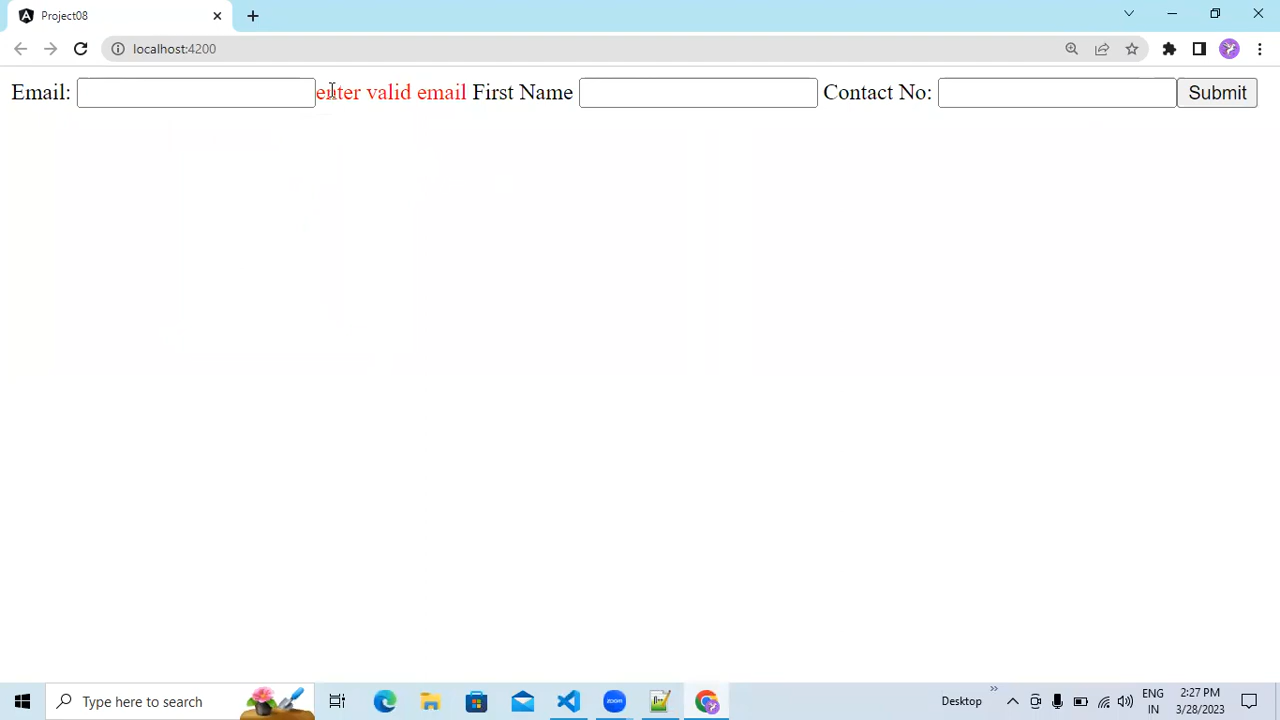 Project08
localhost:4200
Email: enter valid email First Name Contact No: Submit
Type here to search
zoom
Desktop
ENG
IN
2:27 PM
3/28/2023